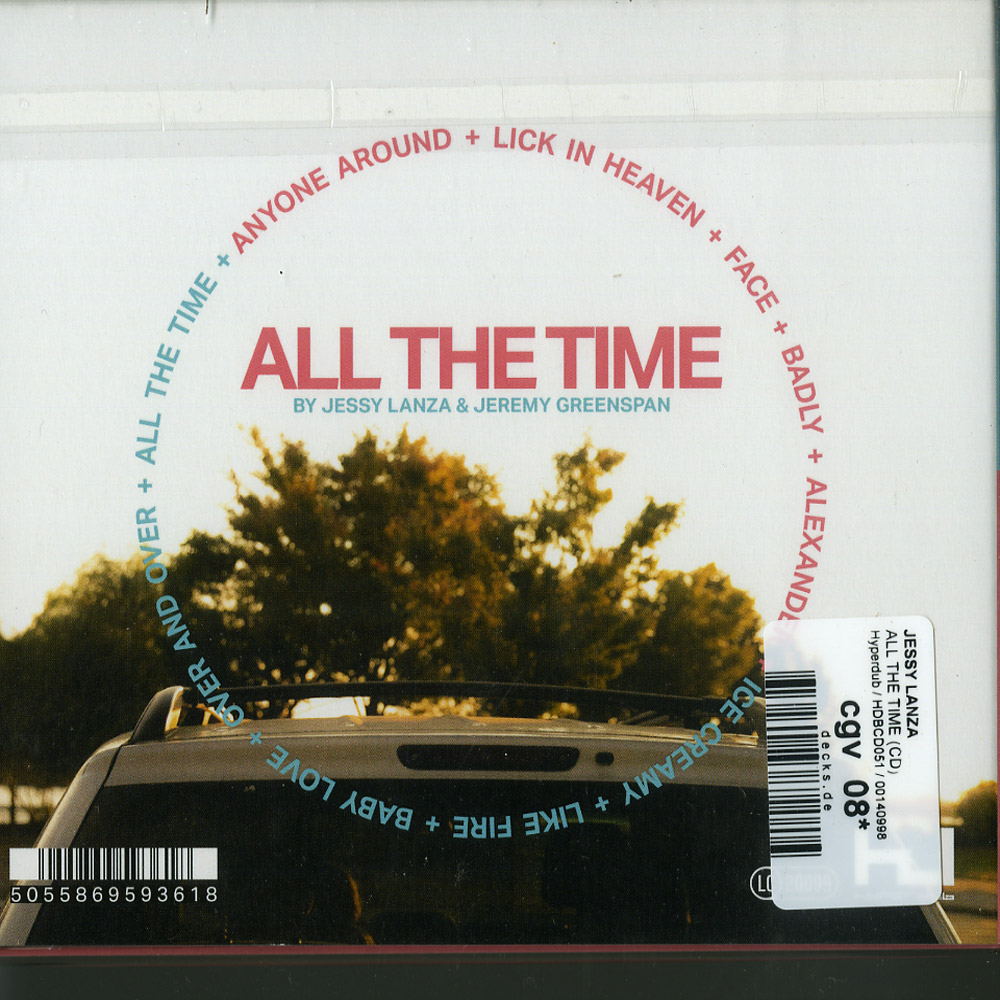 ANYONE AROUND + LICK IN HEAVEN + FACE + BADLY + ALEXANDE
ICE CREAMY + LIKE FIRE + BABY LOVE + OVER AND OVER + ALL THE TIME +
ALL THE TIME
BY JESSY LANZA & JEREMY GREENSPAN
JESSY LANZA
ALL THE TIME (CD)
Hyperdub / HDBCD051 / 00140998
cgv 08*
decks.de
5055869593618